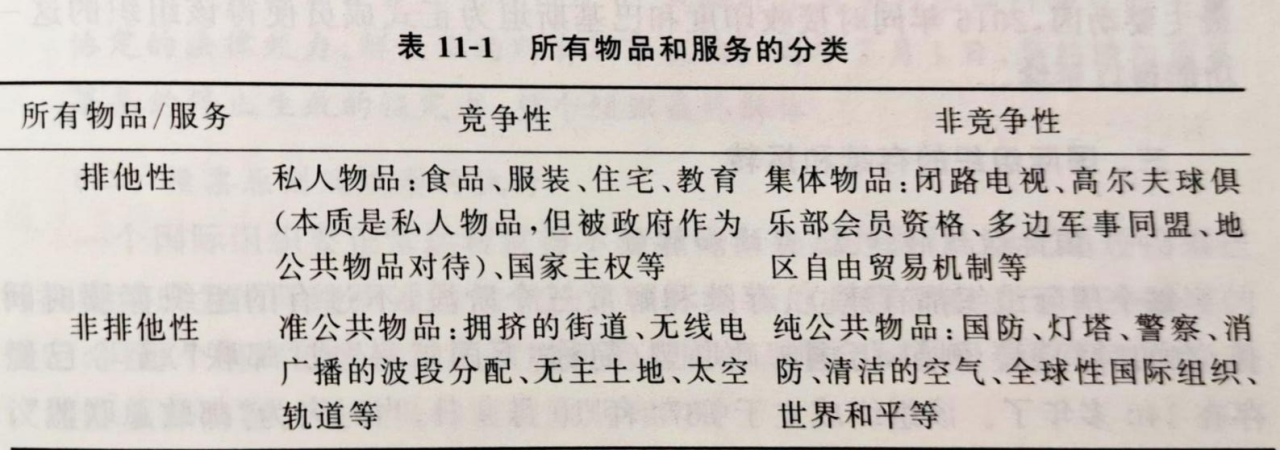 表 11-1 所有物品和服务的分类
所有物品/服务 竞争性 非竞争性
排他性 私人物品:食品、服装、住宅、教育 集体物品:闭路电视、高尔夫球俱
(本质是私人物品,但被政府作为 乐部会员资格、多边军事同盟、地
公共物品对待)、国家主权等 区自由贸易机制等
非排他性 准公共物品:拥挤的街道、无线电 纯公共物品:国防、灯塔、警察、消
广播的波段分配、无主土地、太空 防、清洁的空气、全球性国际组织、
轨道等 世界和平等